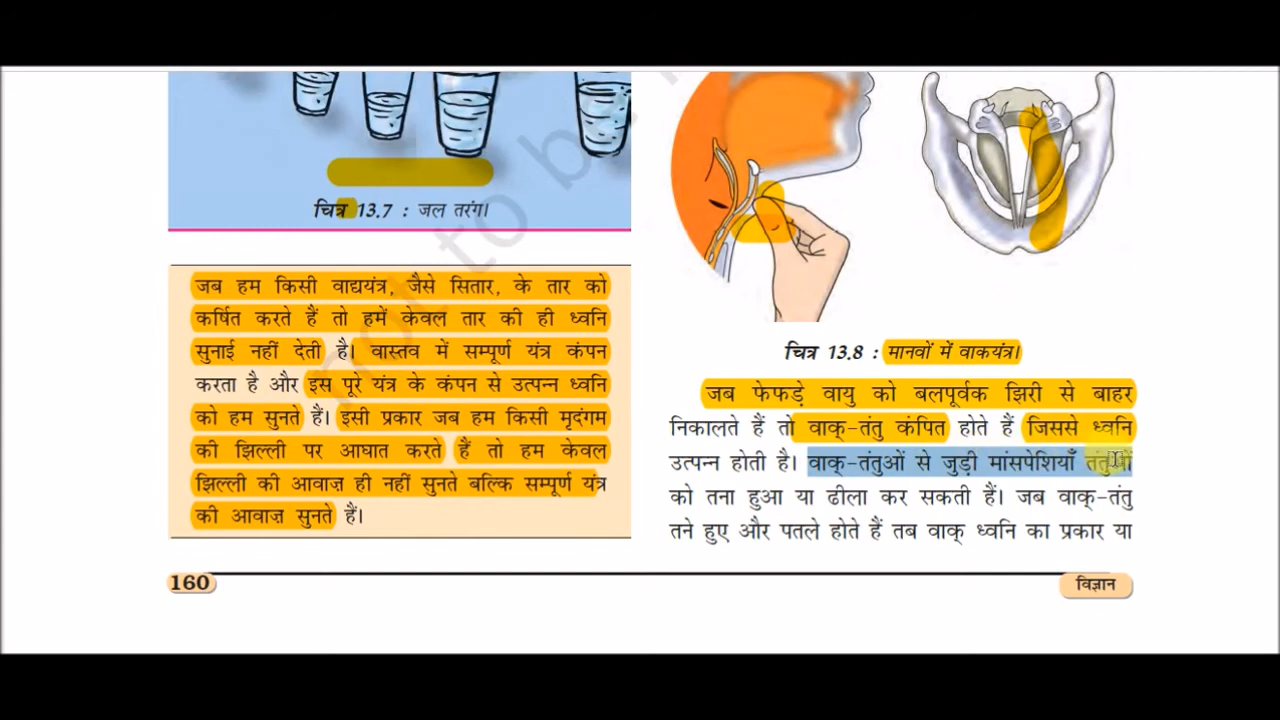 चित्र 13.7 : जल तरंग।
जब हम किसी वाद्ययंत्र, जैसे सितार, के तार को
कर्षित करते हैं तो हमें केवल तार की ही ध्वनि
सुनाई नहीं देती है। वास्तव में सम्पूर्ण यंत्र कंपन
करता है और इस पूरे यंत्र के कंपन से उत्पन्न ध्वनि
को हम सुनते हैं। इसी प्रकार जब हम किसी मृदंगम
की झिल्ली पर आघात करते हैं तो हम केवल
झिल्ली की आवाज़ ही नहीं सुनते बल्कि सम्पूर्ण यंत्र
की आवाज़ सुनते हैं।
चित्र 13.8 : मानवों में वाकयंत्र।
जब फेफड़े वायु को बलपूर्वक झिरी से बाहर
निकालते हैं तो वाक्-तंतु कंपित होते हैं जिससे ध्वनि
उत्पन्न होती है। वाक्-तंतुओं से जुड़ी मांसपेशियाँ तंतुओं
को तना हुआ या ढीला कर सकती हैं। जब वाक्-तंतु
तने हुए और पतले होते हैं तब वाक् ध्वनि का प्रकार या
160
विज्ञान
not to b